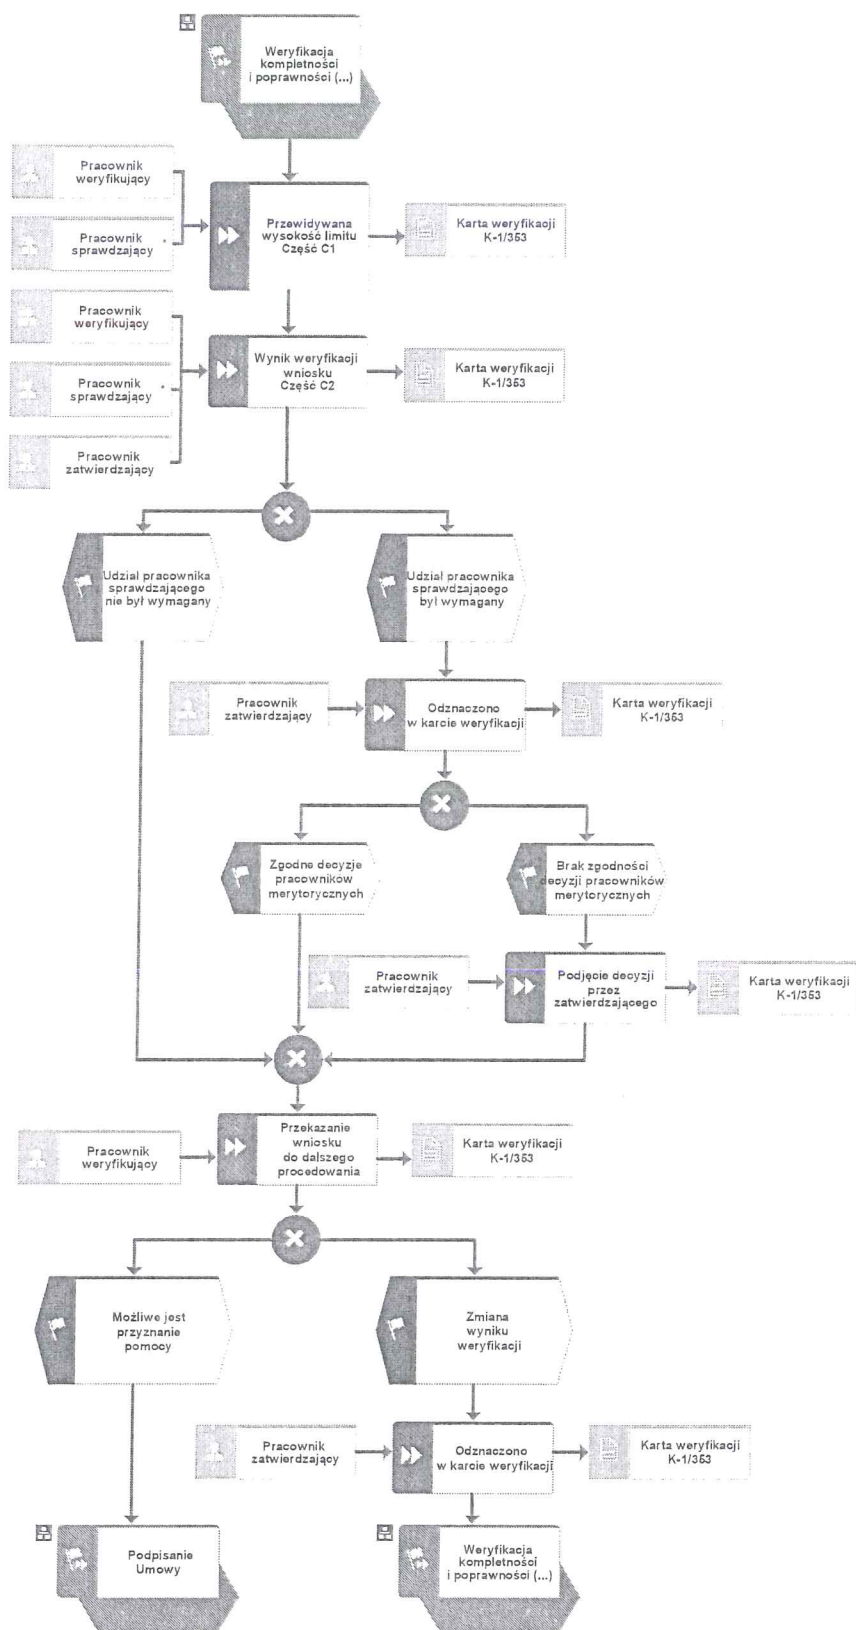 Weryfikacja
kompletności
i poprawności (...)
Pracownik
weryfikujący
Pracownik
sprawdzający
Przewidywana
wysokość limitu
Część C1
Karta weryfikacji
K-1/353
Pracownik
weryfikujący
Pracownik
sprawdzający
Pracownik
zatwierdzający
Wynik weryfikacji
wniosku
Część C2
Karta weryfikacji
K-1/353
Udział pracownika
sprawdzającego
nie był wymagany
Udział pracownika
sprawdzającego
był wymagany
Pracownik
zatwierdzający
Odznaczono
w karcie weryfikacji
Karta weryfikacji
K-1/353
Zgodne decyzje
pracowników
merytorycznych
Brak zgodności
decyzji pracowników
merytorycznych
Pracownik
zatwierdzający
Podjęcie decyzji
przez
zatwierdzającego
Karta weryfikacji
K-1/353
Pracownik
weryfikujący
Przekazanie
wniosku
do dalszego
procedowania
Karta weryfikacji
K-1/353
Możliwe jest
przyznanie
pomocy
Zmiana
wyniku
weryfikacji
Pracownik
zatwierdzający
Odznaczono
w karcie weryfikacji
Karta weryfikacji
K-1/353
Podpisanie
Umowy
Weryfikacja
kompletności
i poprawności (...)